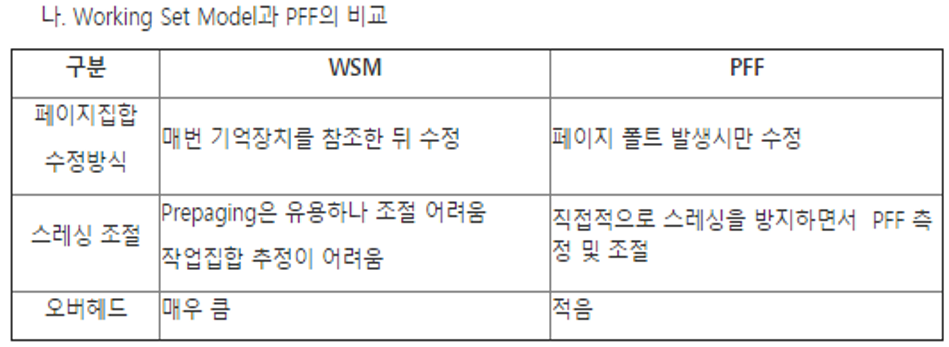 나. Working Set Model과 PFF의 비교
구분 WSM PFF
페이지집합
수정방식
매번 기억장치를 참조한 뒤 수정
페이지 폴트 발생시만 수정
스레싱 조절
Prepaging은 유용하나 조절 어려움
작업집합 추정이 어려움
직접적으로 스레싱을 방지하면서 PFF 측
정 및 조절
오버헤드 매우 큼 적음